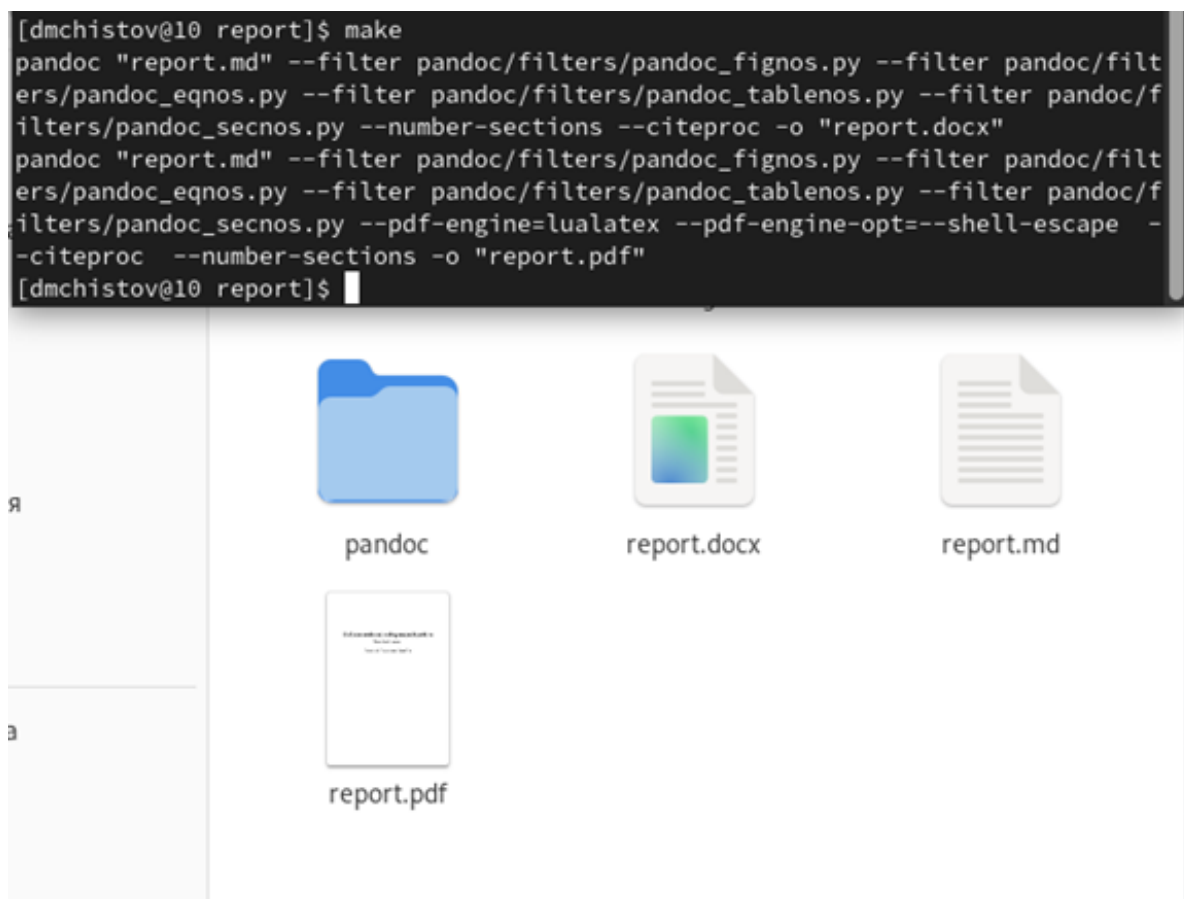 [dmchistov@10 report]$ make
pandoc "report.md" --filter pandoc/filters/pandoc_fignos.py --filter pandoc/filt
ers/pandoc_eqnos.py --filter pandoc/filters/pandoc_tablenos.py --filter pandoc/f
ilters/pandoc_secnos.py --number-sections --citeproc -o "report.docx"
pandoc "report.md" --filter pandoc/filters/pandoc_fignos.py --filter pandoc/filt
ers/pandoc_eqnos.py --filter pandoc/filters/pandoc_tablenos.py --filter pandoc/f
ilters/pandoc_secnos.py --pdf-engine=lualatex --pdf-engine-opt=--shell-escape  -
-citeproc  --number-sections -o "report.pdf"
[dmchistov@10 report]$
pandoc
report.docx
report.md
я
а
report.pdf